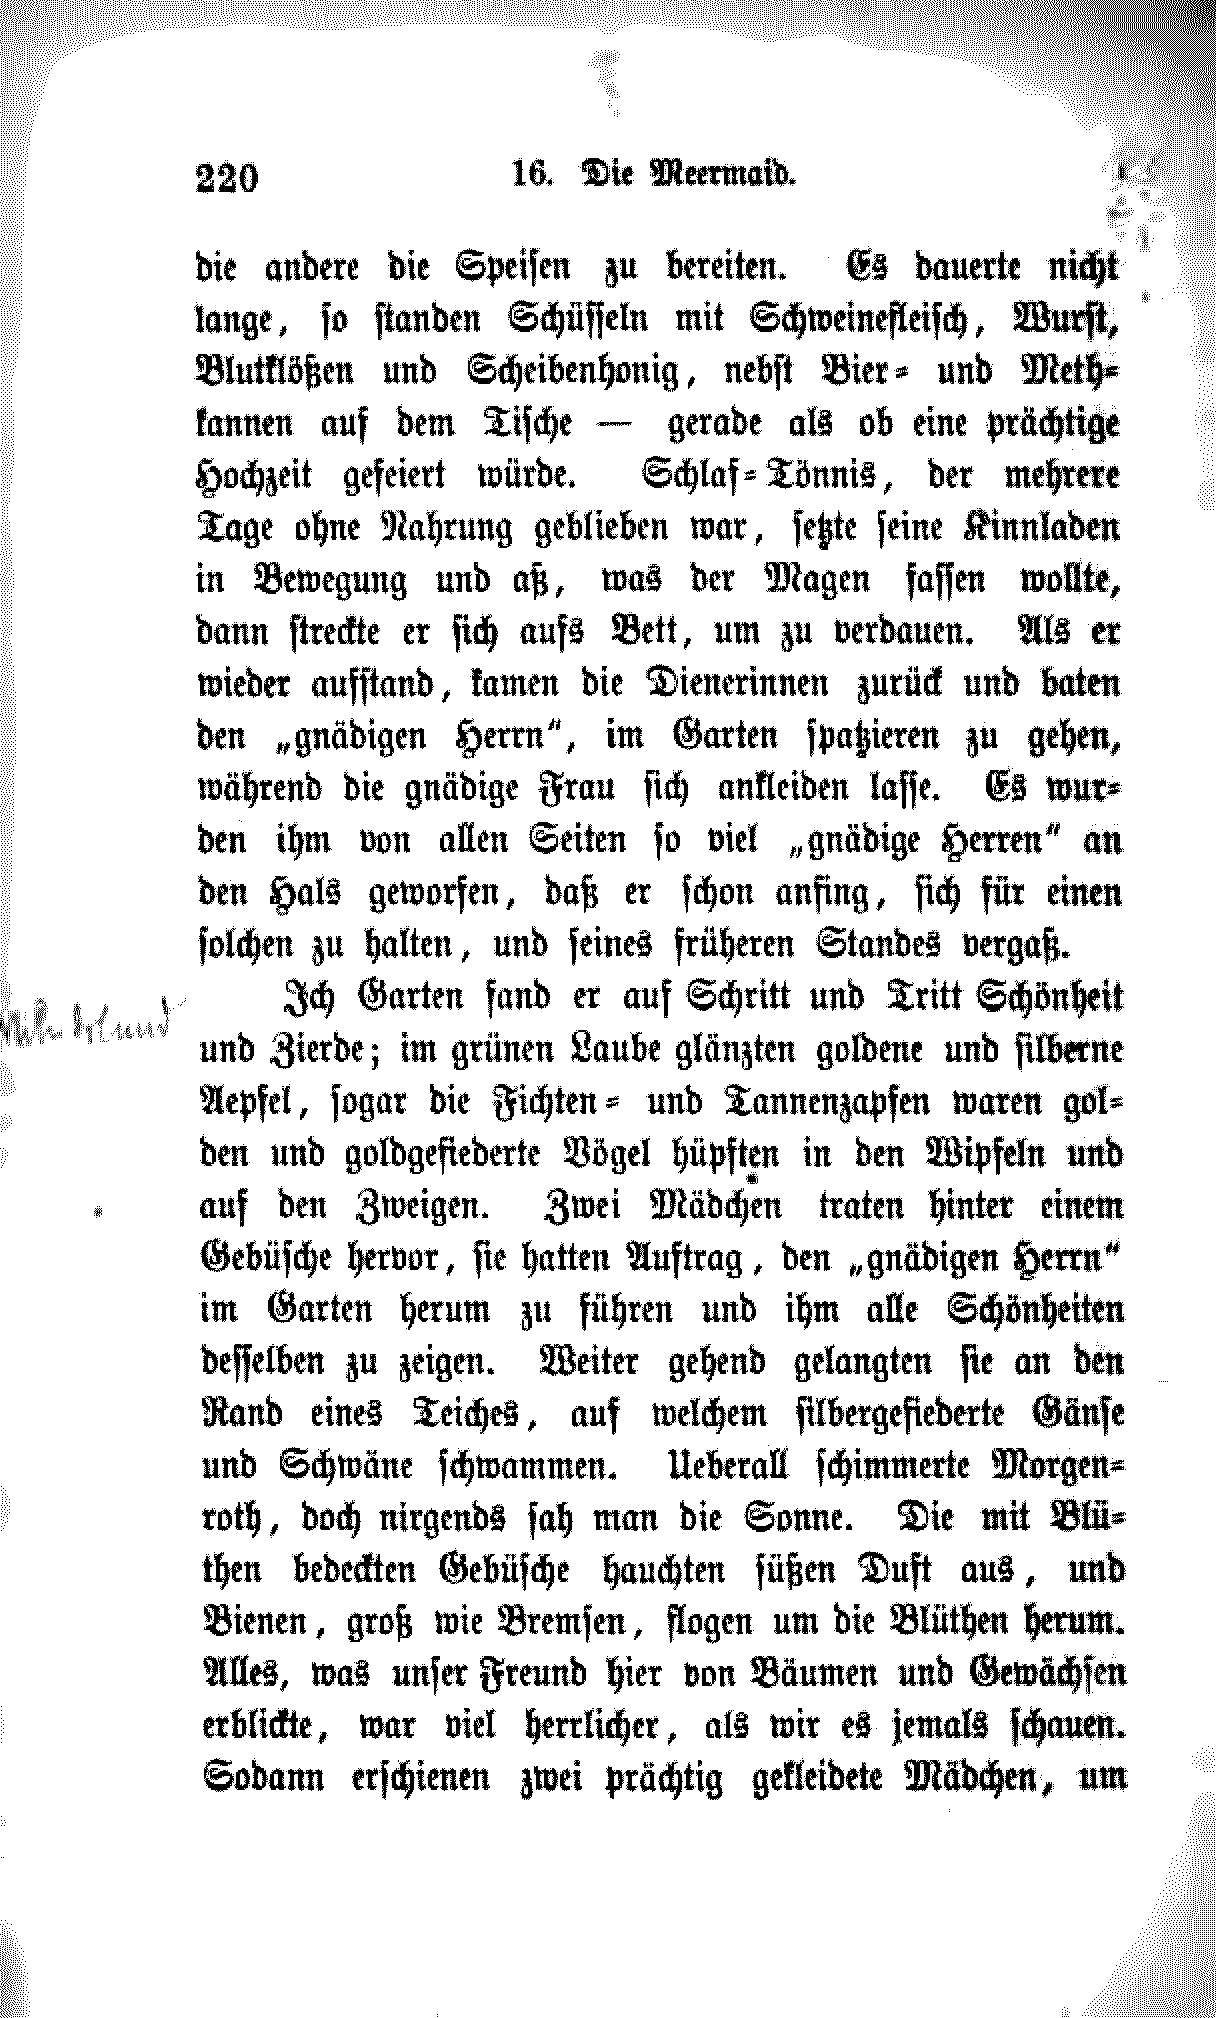 220 16. Die Meermaid.
die andere die Speiſen zu bereiten. Es dauerte nicht
lange, ſo ſtanden Schüſſeln mit Schweinefleiſch, Wurſt,
Blutklößen und Scheibenhonig, nebſt Bier- und Meth-
kannen auf dem Tiſche — gerade als ob eine prächtige
Hochzeit gefeiert würde. Schlaf-Tönnis, der mehrere
Tage ohne Nahrung geblieben war, ſetzte ſeine Kinnladen
in Bewegung und aß, was der Magen faſſen wollte,
dann ſtreckte er ſich aufs Bett, um zu verdauen. Als er
wieder aufſtand, kamen die Dienerinnen zurück und baten
den „gnädigen Herrn“, im Garten ſpatzieren zu gehen,
während die gnädige Frau ſich ankleiden laſſe. Es wur-
den ihm von allen Seiten ſo viel „gnädige Herren“ an
den Hals geworfen, daß er ſchon anfing, ſich für einen
ſolchen zu halten, und ſeines früheren Standes vergaß.
Ich Garten fand er auf Schritt und Tritt Schönheit
und Zierde; im grünen Laube glänzten goldene und ſilberne
Aepfel, ſogar die Fichten- und Tannenzapfen waren gol-
den und goldgefiederte Vögel hüpften in den Wipfeln und
auf den Zweigen. Zwei Mädchen traten hinter einem
Gebüſche hervor, ſie hatten Auftrag, den „gnädigen Herrn“
im Garten herum zu führen und ihm alle Schönheiten
deſſelben zu zeigen. Weiter gehend gelangten ſie an den
Rand eines Teiches, auf welchem ſilbergefiederte Gänſe
und Schwäne ſchwammen. Ueberall ſchimmerte Morgen-
roth, doch nirgends ſah man die Sonne. Die mit Blü-
then bedeckten Gebüſche hauchten ſüßen Duft aus, und
Bienen, groß wie Bremſen, flogen um die Blüthen herum.
Alles, was unſer Freund hier von Bäumen und Gewächſen
erblickte, war viel herrlicher, als wir es jemals ſchauen.
Sodann erſchienen zwei prächtig gekleidete Mädchen, um